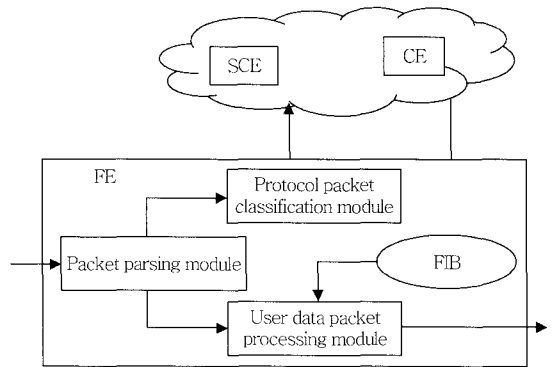 SCE
CE
FE
Protocol packet
classification module
Packet parsing module
FIB
User data packet
processing module